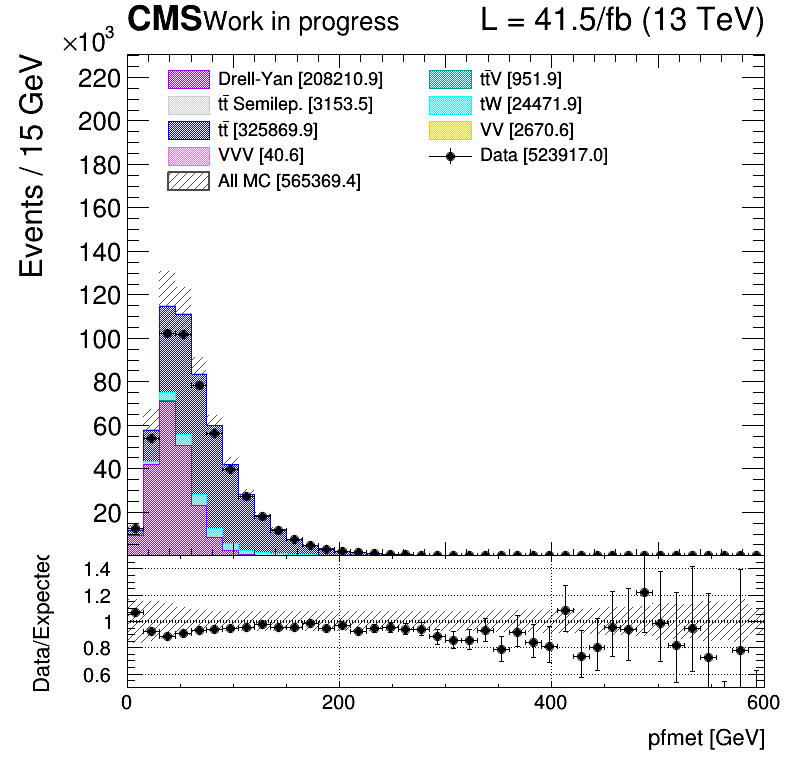 CMS Work in progress L = 41.5/fb (13 TeV)
×10³
Events / 15 GeV
220
200
180
160
140
120
100
80
60
40
20
Drell-Yan [208210.9]
tt̄ Semilep. [3153.5]
tt̄ [325869.9]
VVV [40.6]
All MC [565369.4]
tt̄V [951.9]
tW [24471.9]
VV [2670.6]
Data [523917.0]
Data/Expected
1.4
1.2
1
0.8
0.6
0 200 400 600
pfmet [GeV]